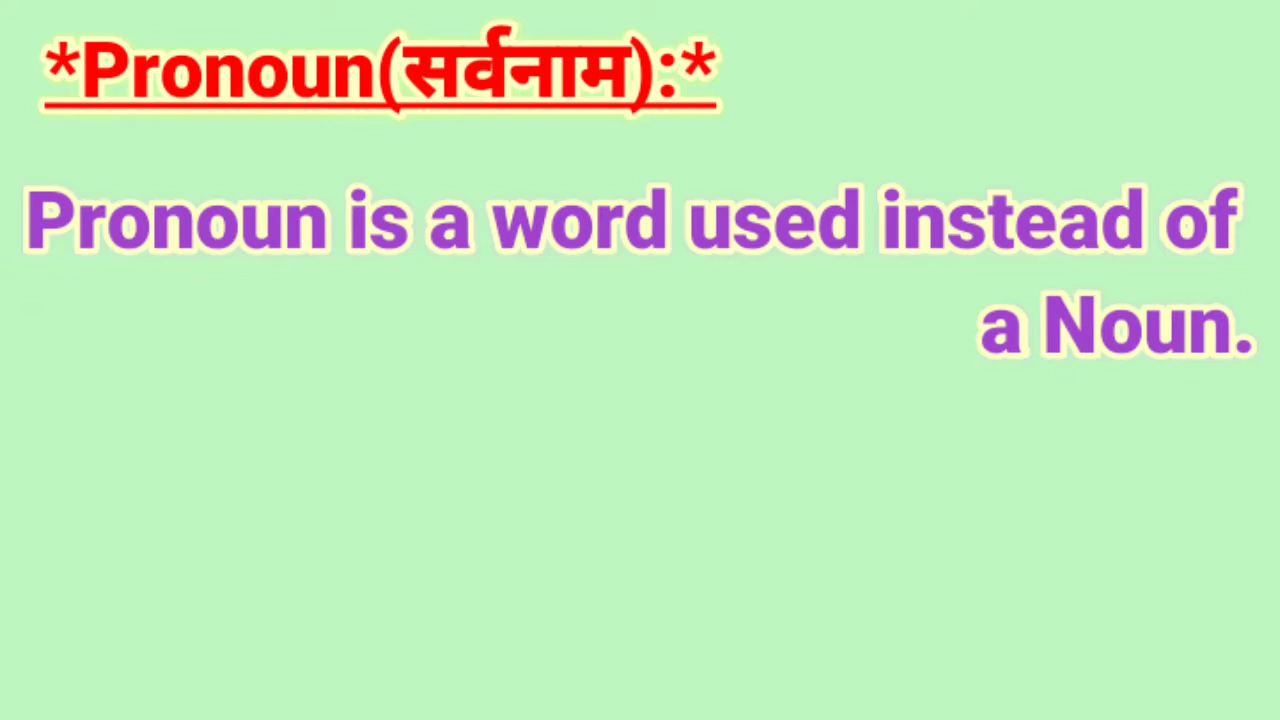 *Pronoun(सर्वनाम):*
Pronoun is a word used instead of
a Noun.